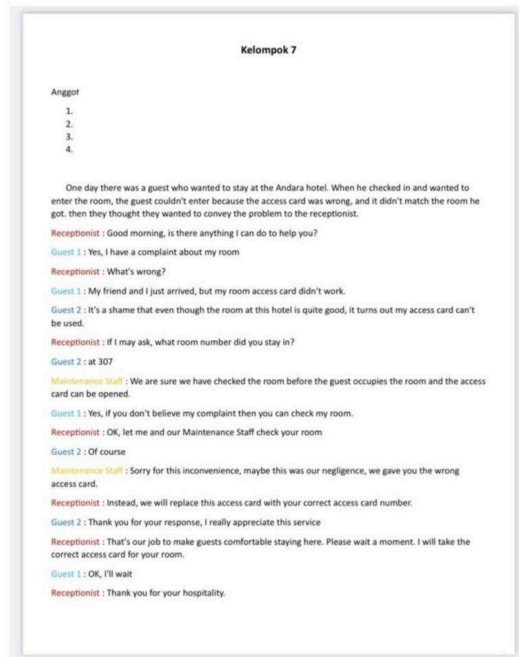 Kelompok 7
Anggot
1.
2.
3.
4.
One day there was a guest who wanted to stay at the Andara hotel. When he checked in and wanted to
enter the room, the guest couldn't enter because the access card was wrong, and it didn't match the room he
got. then they thought they wanted to convey the problem to the receptionist.
Receptionist : Good morning, is there anything I can do to help you?
Guest 1 : Yes, I have a complaint about my room
Receptionist : What's wrong?
Guest 1 : My friend and I just arrived, but my room access card didn't work.
Guest 2 : It's a shame that even though the room at this hotel is quite good, it turns out my access card can't
be used.
Receptionist : If I may ask, what room number did you stay in?
Guest 2 : at 307
Maintenance Staff : We are sure we have checked the room before the guest occupies the room and the access
card can be opened.
Guest 1 : Yes, if you don't believe my complaint then you can check my room.
Receptionist : OK, let me and our Maintenance Staff check your room
Guest 2 : Of course
Maintenance Staff : Sorry for this inconvenience, maybe this was our negligence, we gave you the wrong
access card.
Receptionist : Instead, we will replace this access card with your correct access card number.
Guest 2 : Thank you for your response, I really appreciate this service
Receptionist : That's our job to make guests comfortable staying here. Please wait a moment. I will take the
correct access card for your room.
Guest 1 : OK, I'll wait
Receptionist : Thank you for your hospitality.